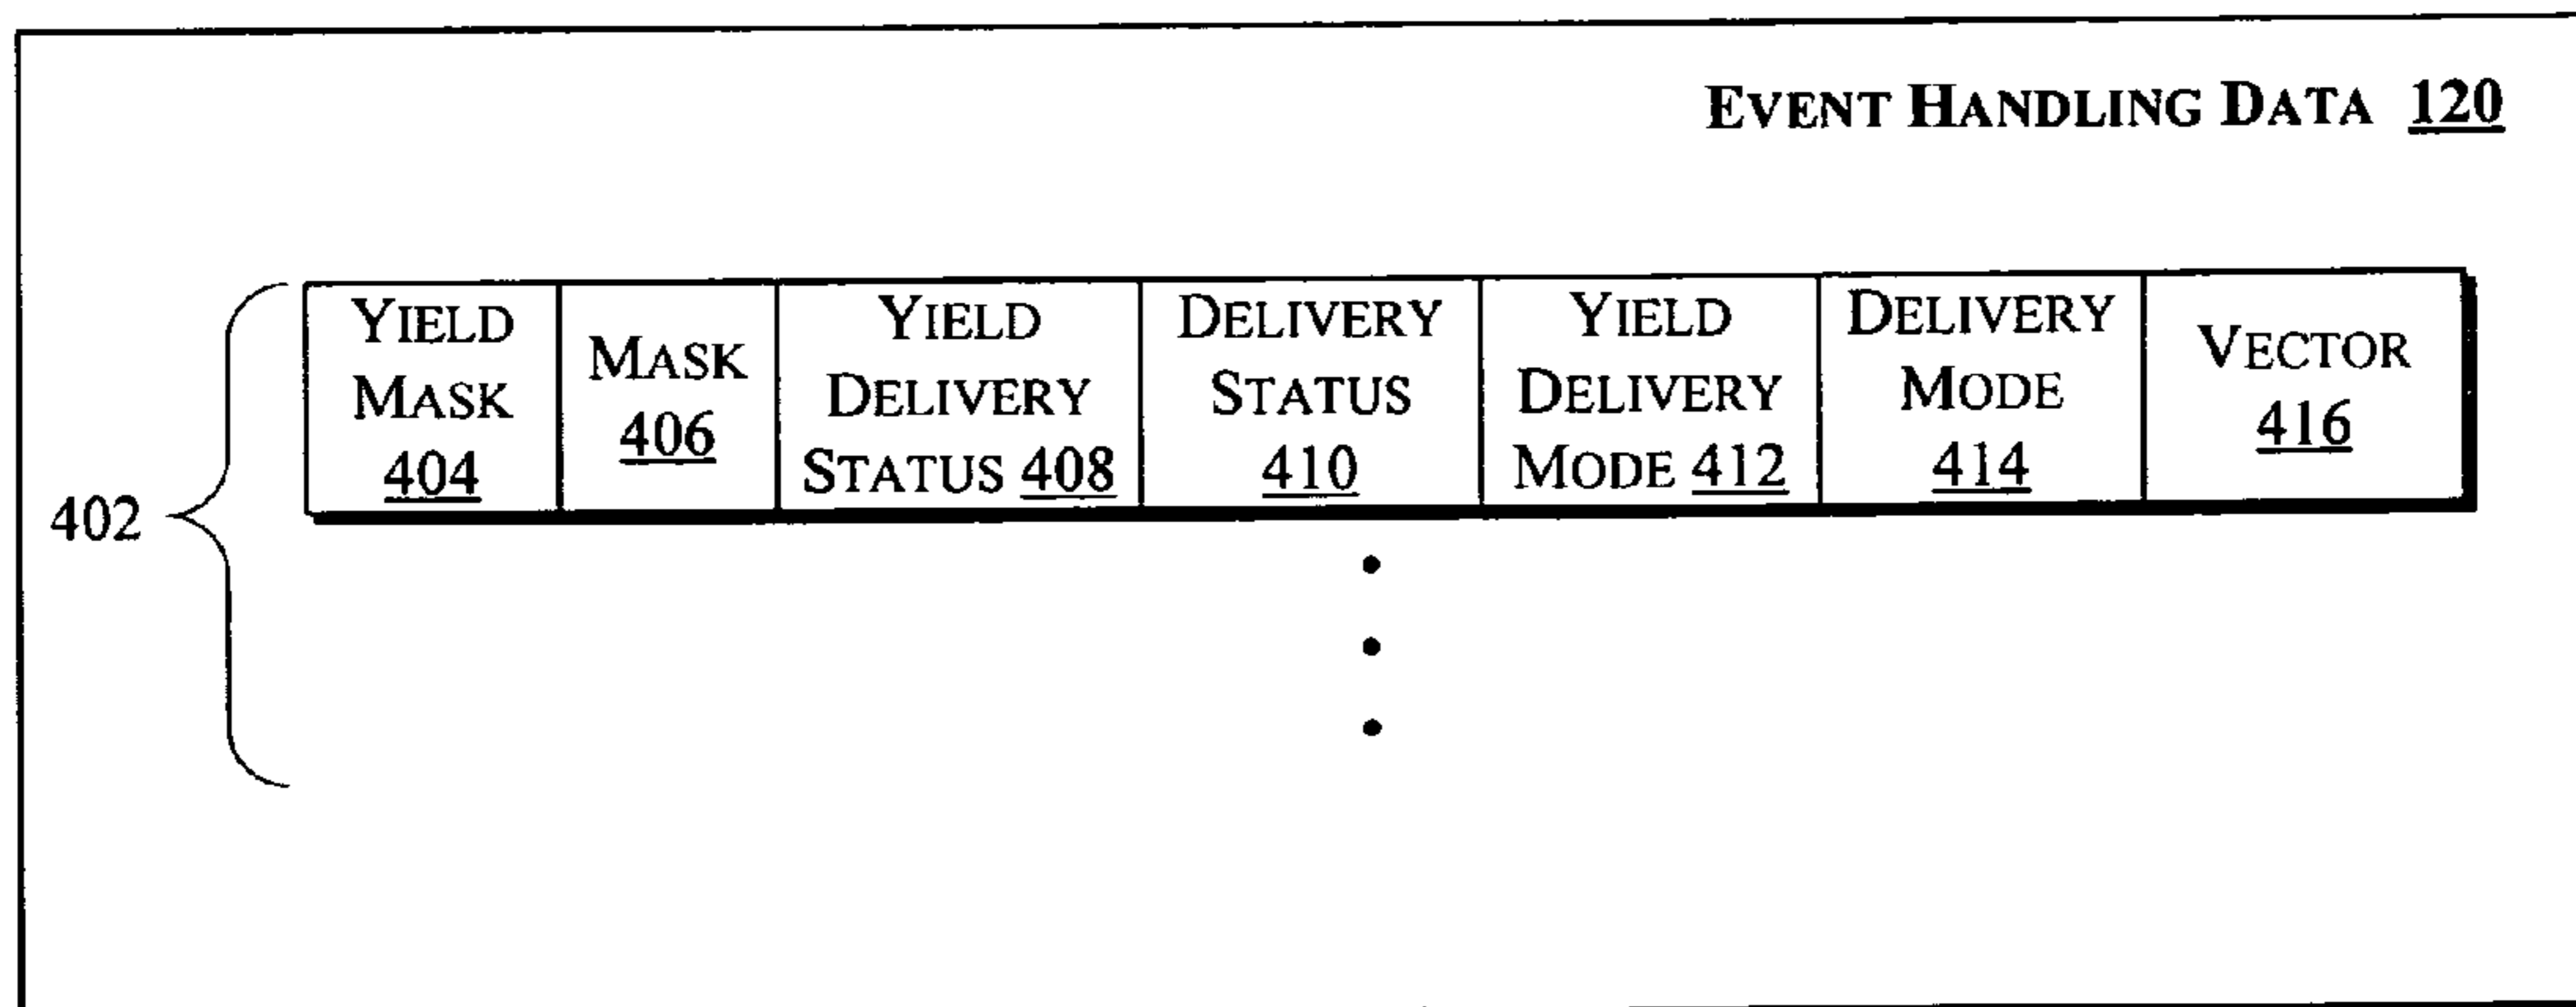 EVENT HANDLING DATA 120
YIELD
MASK
404
MASK
406
YIELD
DELIVERY
STATUS 408
DELIVERY
STATUS
410
YIELD
DELIVERY
MODE 412
DELIVERY
MODE
414
VECTOR
416
402